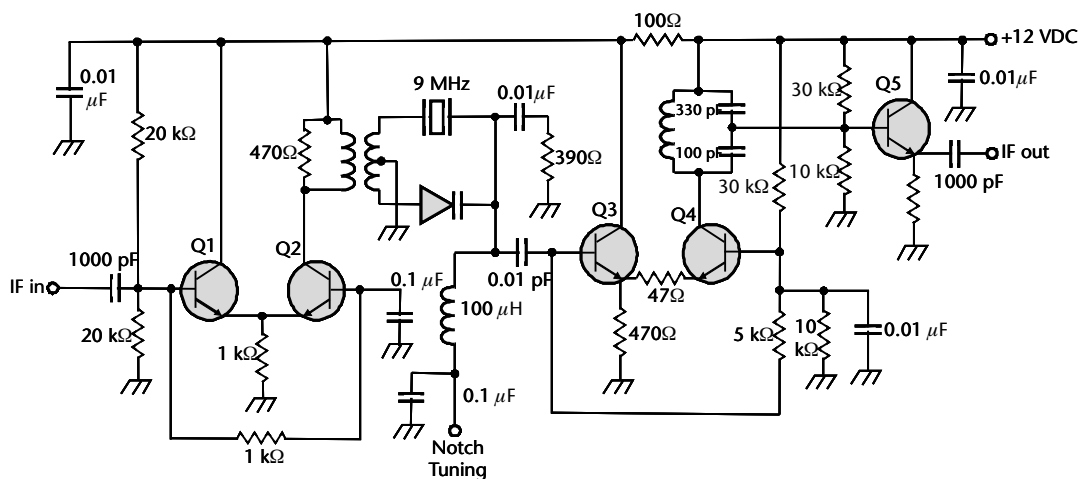 100Ω
+12 VDC
0.01
μF
9 MHz
0.01μF
30 kΩ
Q5
0.01μF
20 kΩ
470Ω
330 pF
390Ω
100 pF
IF out
30 kΩ
10 kΩ
1000 pF
Q3
Q4
Q1
Q2
1000 pF
0.1 μF
0.01 pF
IF in
47Ω
100 μH
20 kΩ
1 kΩ
470Ω
5 kΩ
10
kΩ
0.01 μF
0.1 μF
1 kΩ
Notch
Tuning